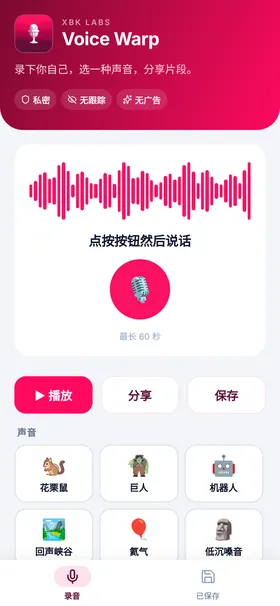 XBK LABS
Voice Warp
录下你自己，选一种声音，分享片段。
私密 无跟踪 无广告
点按按钮然后说话
最长 60 秒
播放 分享 保存
声音
花栗鼠 巨人 机器人
回声峡谷 氦气 低沉嗓音
录音 已保存